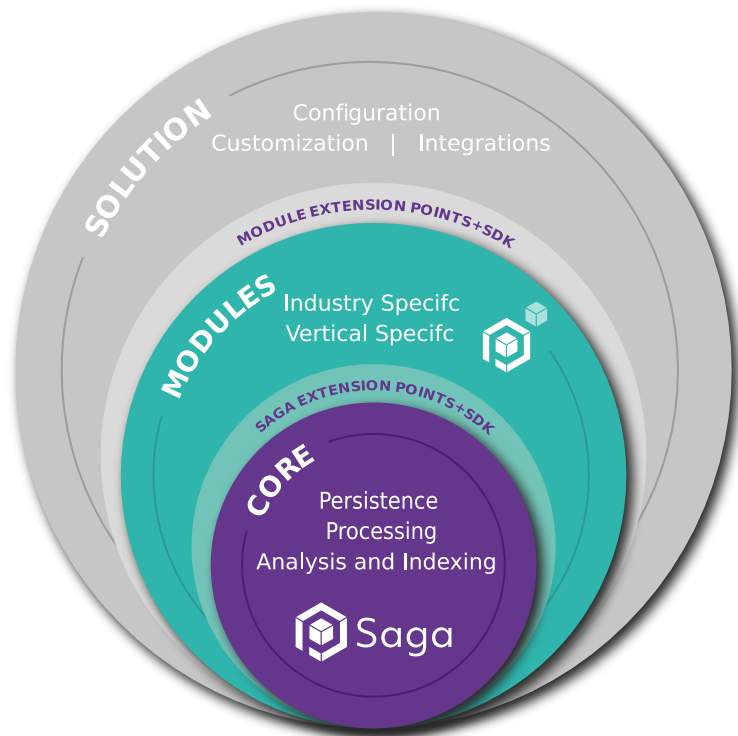 SOLUTION
Configuration
Customization | Integrations
MODULE EXTENSION POINTS+SDK
MODULES
Industry Specifc
Vertical Specifc
SAGA EXTENSION POINTS+SDK
CORE
Persistence
Processing
Analysis and Indexing
Saga